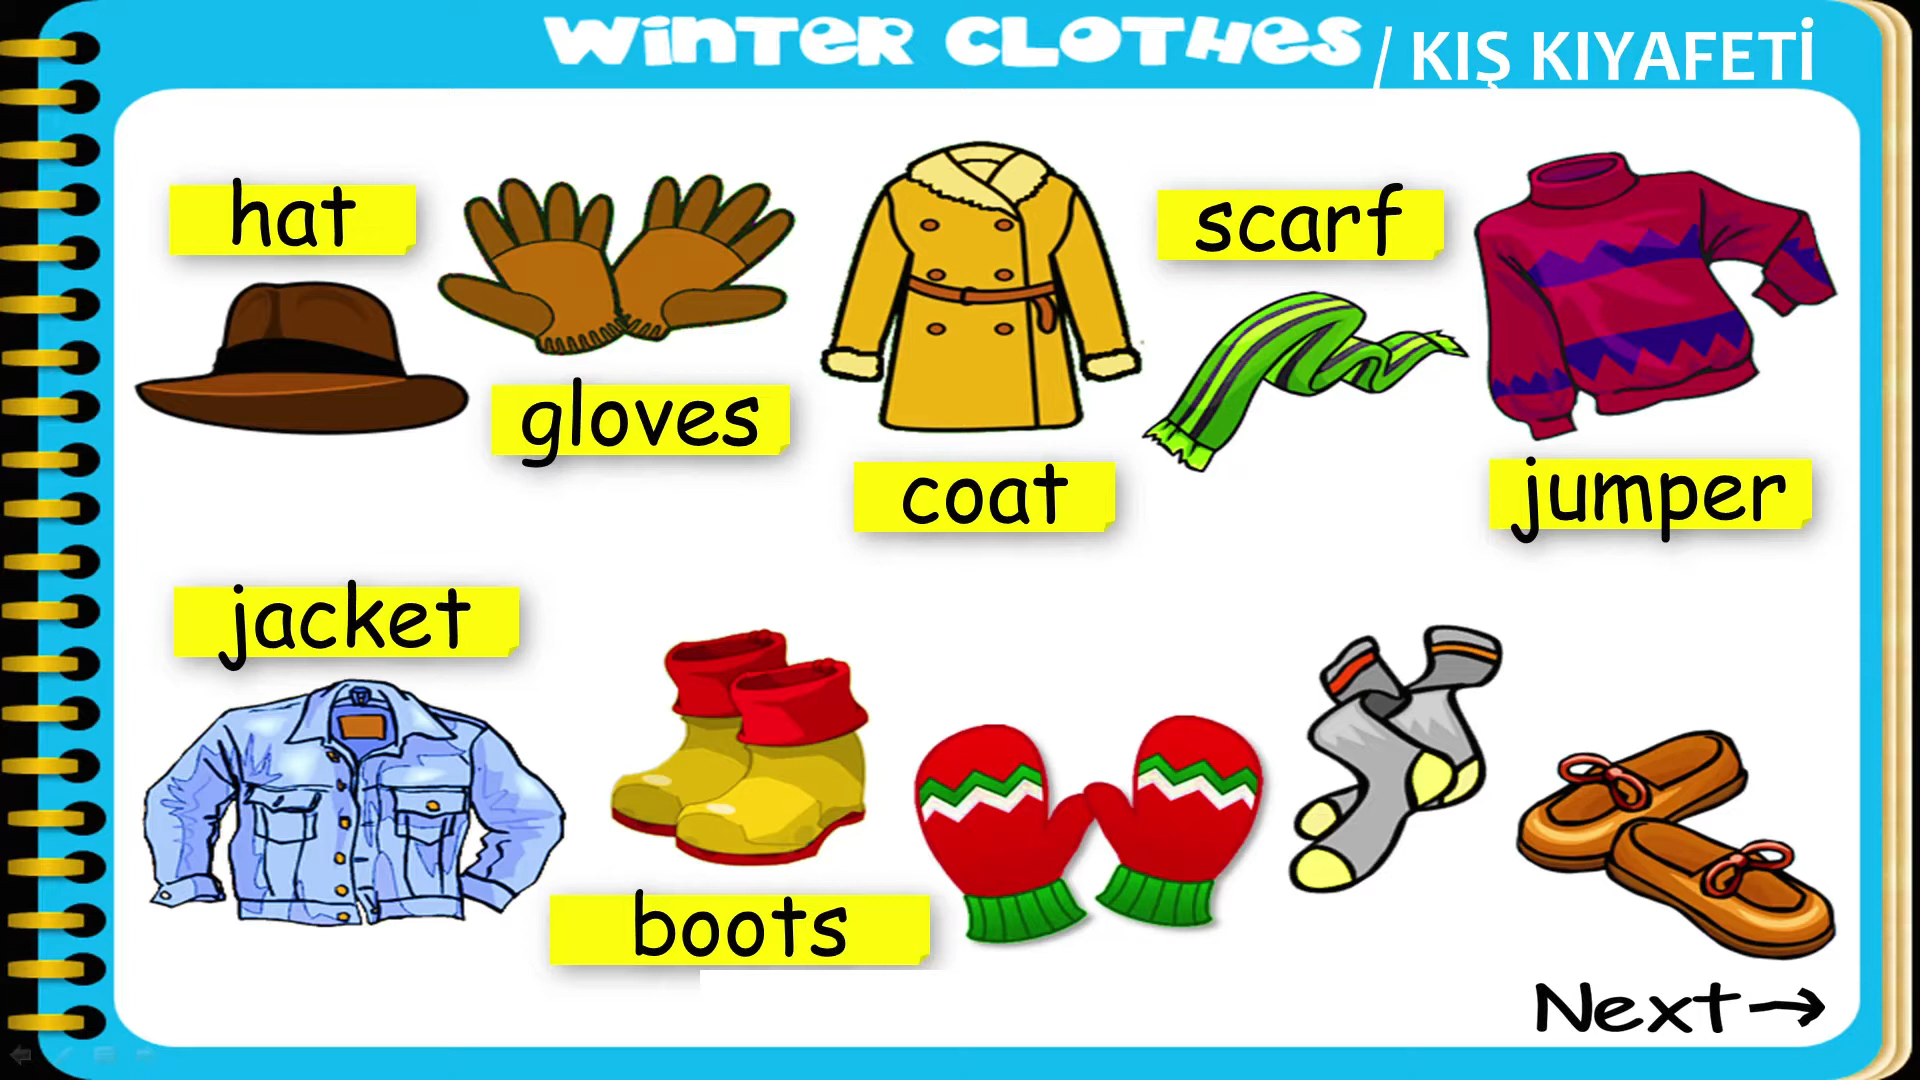 WINTER CLOTHES / KIŞ KIYAFETİ
hat
scarf
gloves
coat
jumper
jacket
boots
Next→